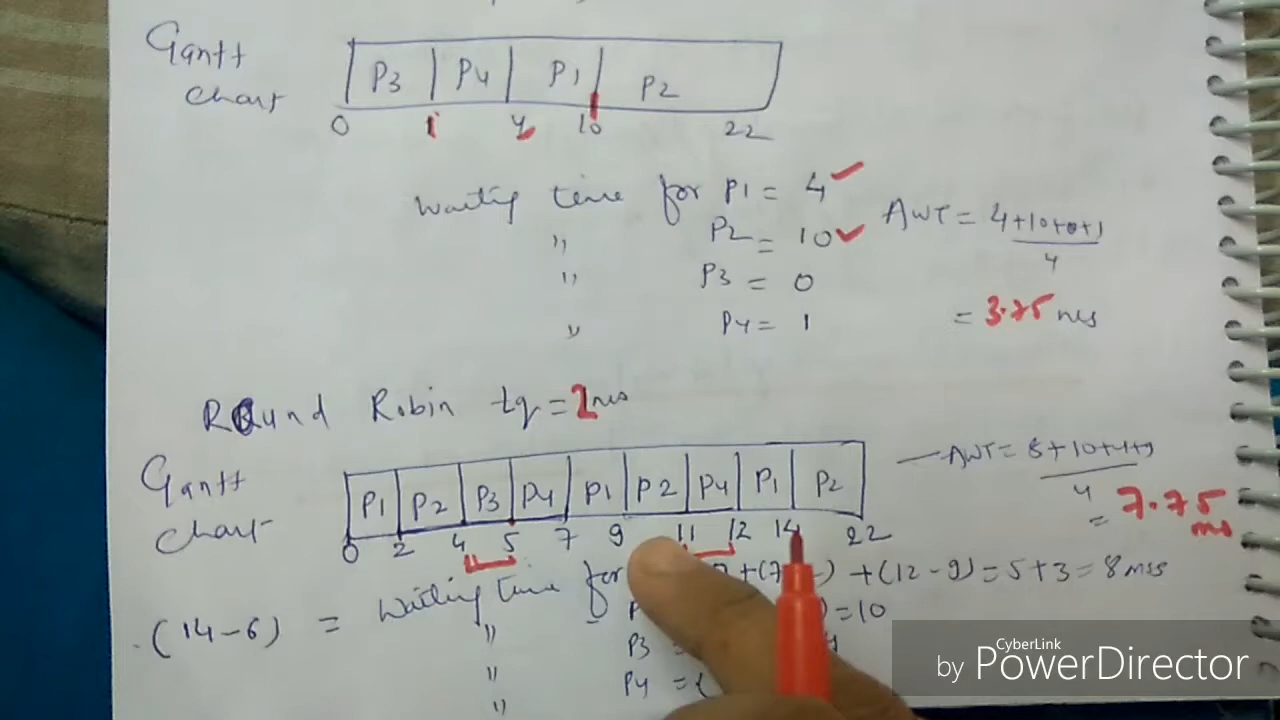 Gantt
chart
P3 P4 P1 P2
0 1 4 10 22
Waiting time for P1 = 4
AWT = 4+10+0+1
4
" P2 = 10
" P3 = 0
" P4 = 1
= 3.75 ms
Round Robin tq = 2 ms
Gantt
chart
P1 P2 P3 P4 P1 P2 P4 P1 P2
0 2 4 5 7 9 11 12 14 22
AWT = 8+10+4+9
4
= 7.75 ms
Waiting time for
+(7 ) +(12-9) = 5+3 = 8 mss
(14-6) =
" P ) = 10
" P3 = 4
" P4 = (
"
CyberLink
by PowerDirector